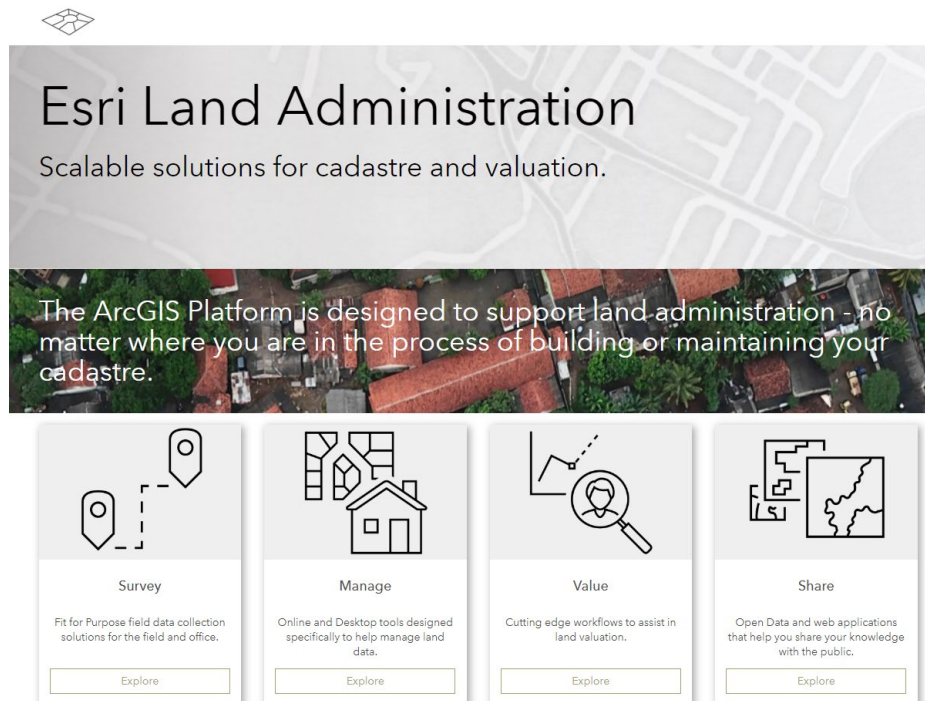 Esri Land Administration
Scalable solutions for cadastre and valuation.
The ArcGIS Platform is designed to support land administration - no
matter where you are in the process of building or maintaining your
cadastre.
Survey
Fit for Purpose field data collection
solutions for the field and office.
Explore
Manage
Online and Desktop tools designed
specifically to help manage land
data.
Explore
Value
Cutting edge workflows to assist in
land valuation.
Explore
Share
Open Data and web applications
that help you share your knowledge
with the public.
Explore